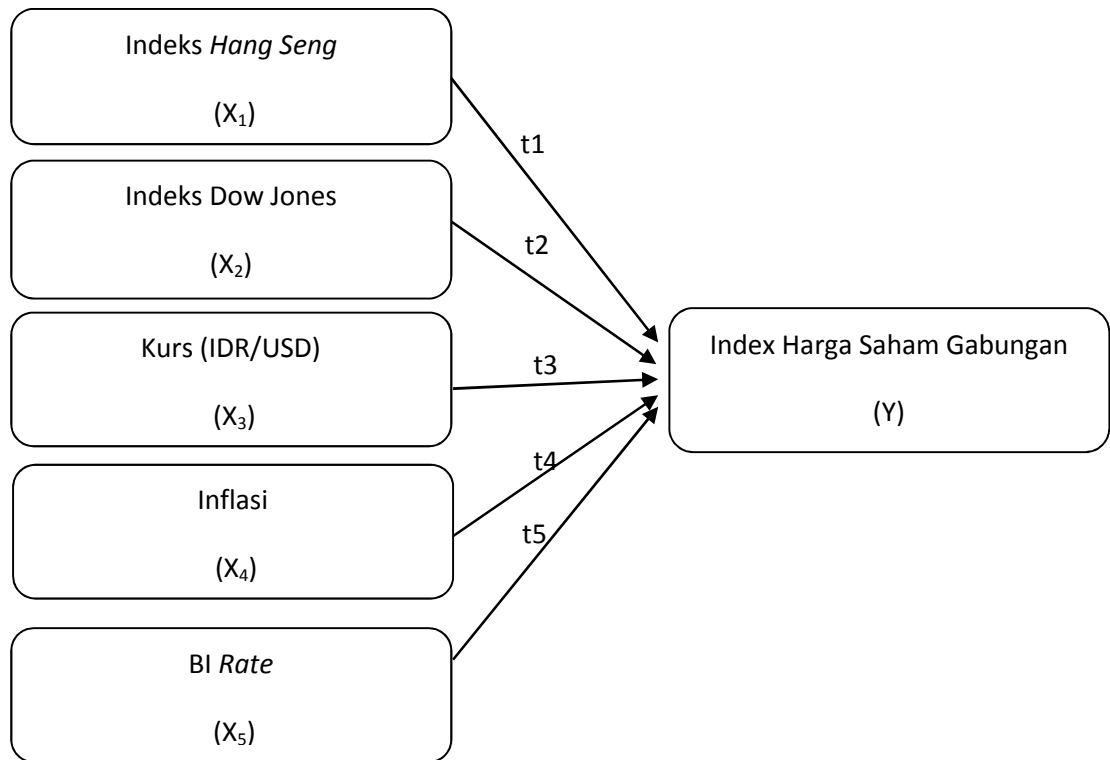 Indeks Hang Seng
(X₁)
t1
Indeks Dow Jones
(X₂)
t2
Kurs (IDR/USD)
(X₃)
t3
Index Harga Saham Gabungan
(Y)
Inflasi
(X₄)
t4
BI Rate
(X₅)
t5